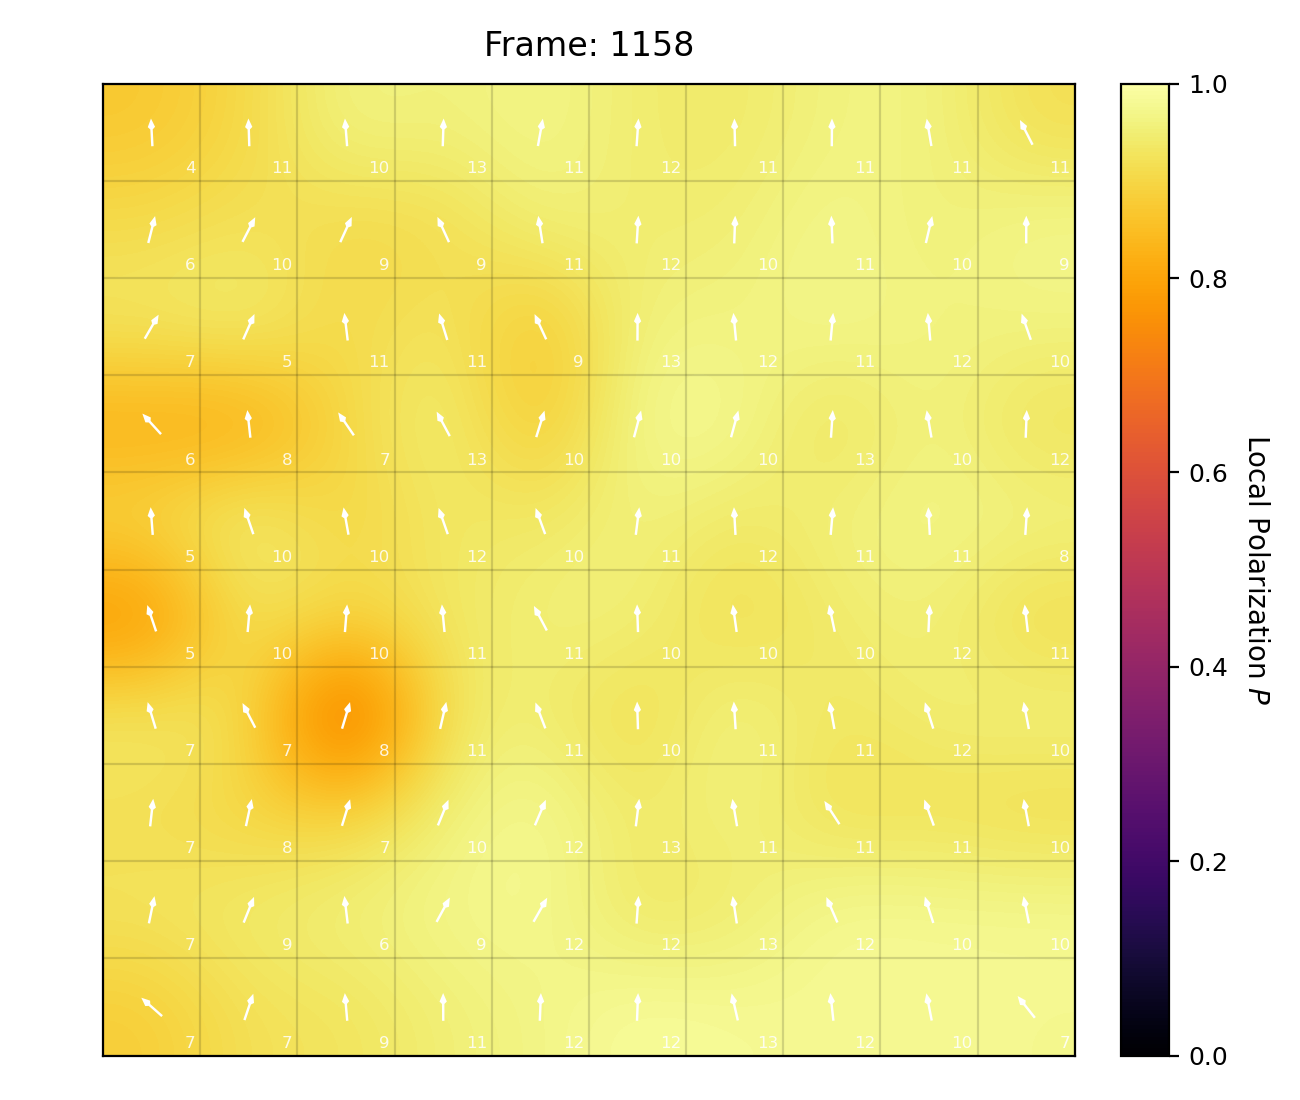 Frame: 1158
4 11 10 13 11 12 11 11 11 11
6 10 9 9 11 12 10 11 10 9
7 5 11 11 9 13 12 11 12 10
6 8 7 13 10 10 10 13 10 12
5 10 10 12 10 11 12 11 11 8
5 10 10 11 11 10 10 10 12 11
7 7 8 11 11 10 11 11 12 10
7 8 7 10 12 13 11 11 11 10
7 9 6 9 12 12 13 12 10 10
7 7 9 11 12 12 13 12 10 7
1.0
0.8
0.6
0.4
0.2
0.0
Local Polarization P